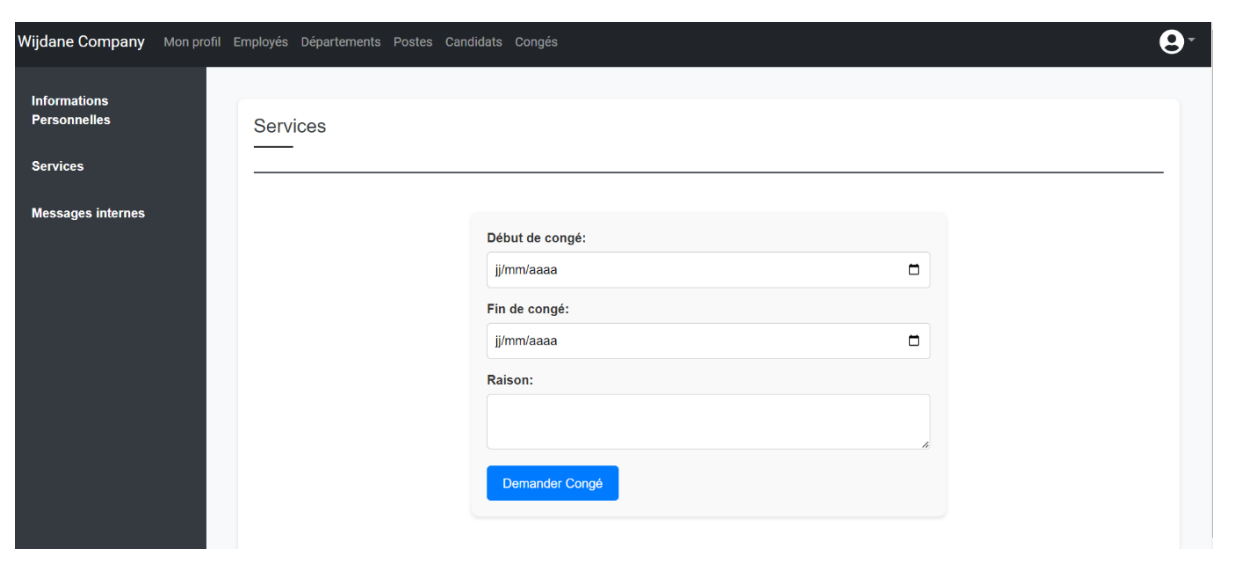 Wijdane Company Mon profil Employés Départements Postes Candidats Congés
Informations
Personnelles
Services
Messages internes
Services
Début de congé:
jj/mm/aaaa
Fin de congé:
jj/mm/aaaa
Raison:
Demander Congé